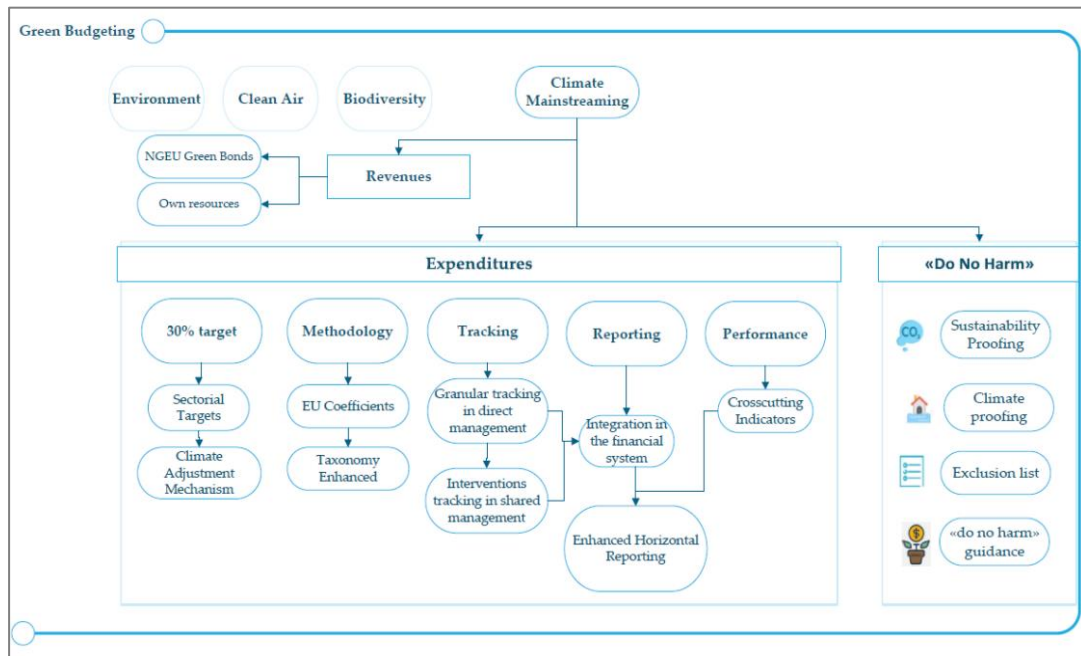 Green Budgeting
Environment
Clean Air
Biodiversity
Climate
Mainstreaming
NGEU Green Bonds
Own resources
Revenues
Expenditures
«Do No Harm»
30% target
Methodology
Tracking
Reporting
Performance
Sectorial
Targets
Climate
Adjustment
Mechanism
EU Coefficients
Taxonomy
Enhanced
Granular tracking
in direct
management
Interventions
tracking in shared
management
Integration in
the financial
system
Enhanced Horizontal
Reporting
Crosscutting
Indicators
CO₂
Sustainability
Proofing
Climate
proofing
Exclusion list
$
«do no harm»
guidance